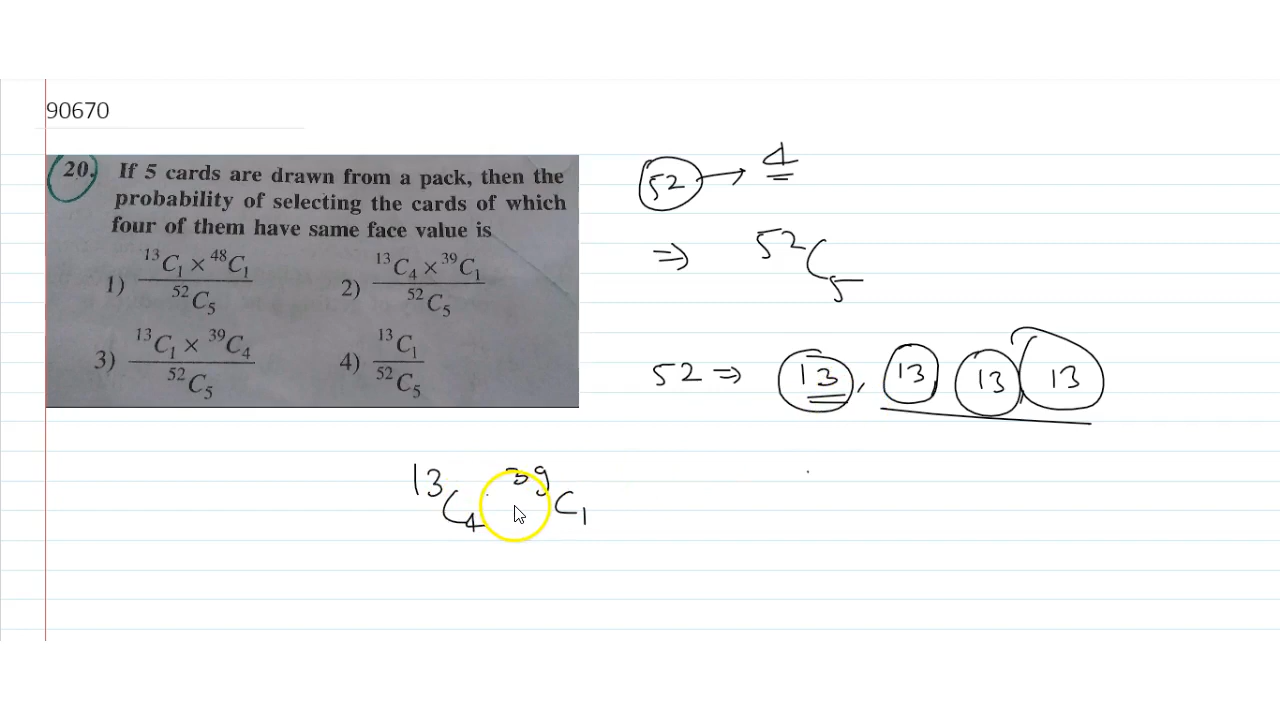 90670
20. If 5 cards are drawn from a pack, then the
probability of selecting the cards of which
four of them have same face value is
1) ¹³C₁ × ⁴⁸C₁ / ⁵²C₅
2) ¹³C₄ × ³⁹C₁ / ⁵²C₅
3) ¹³C₁ × ³⁹C₄ / ⁵²C₅
4) ¹³C₁ / ⁵²C₅
52 → 4
⇒ ⁵²C₅
52 ⇒ 13, 13 13 13
¹³C₄ ³⁹C₁